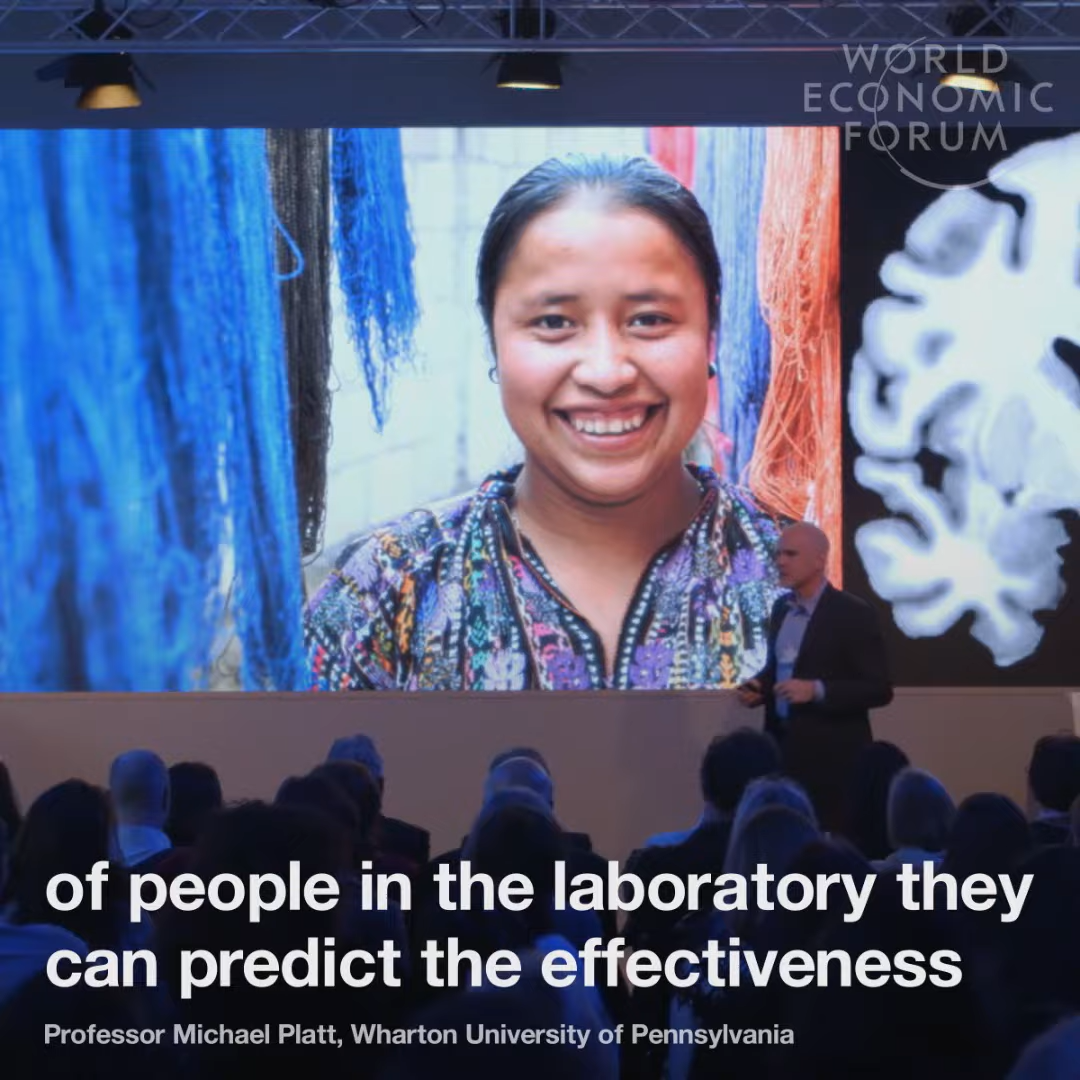 WORLD
ECONOMIC
FORUM
of people in the laboratory they
can predict the effectiveness
Professor Michael Platt, Wharton University of Pennsylvania